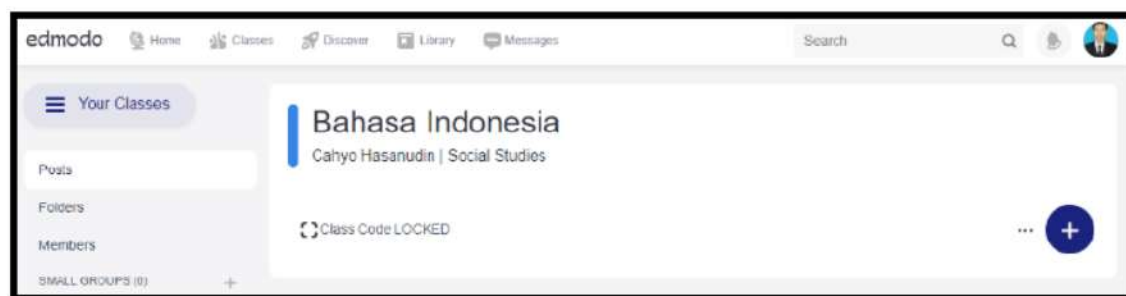 edmodo Home Classes Discover Library Messages Search
Your Classes
Bahasa Indonesia
Cahyo Hasanudin | Social Studies
Posts
Folders
Class Code LOCKED
Members
SMALL GROUPS (0) +